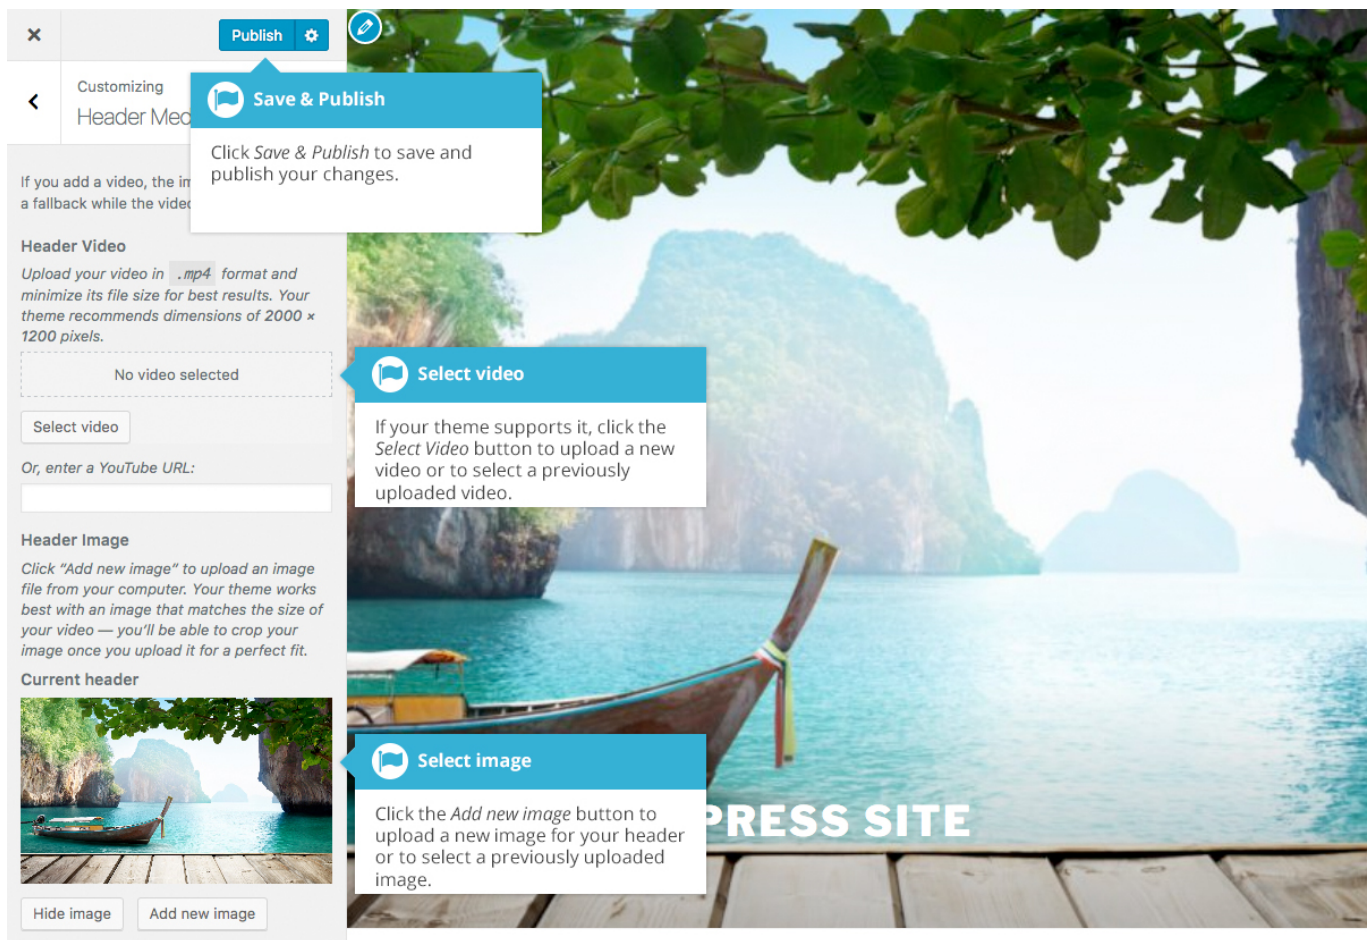 Publish
Customizing
Header Med
Save & Publish
Click Save & Publish to save and
publish your changes.
If you add a video, the im
a fallback while the video
Header Video
Upload your video in .mp4 format and
minimize its file size for best results. Your
theme recommends dimensions of 2000 ×
1200 pixels.
No video selected
Select video
Or, enter a YouTube URL:
Select video
If your theme supports it, click the
Select Video button to upload a new
video or to select a previously
uploaded video.
Header Image
Click “Add new image” to upload an image
file from your computer. Your theme works
best with an image that matches the size of
your video — you’ll be able to crop your
image once you upload it for a perfect fit.
Current header
Select image
Click the Add new image button to
upload a new image for your header
or to select a previously uploaded
image.
PRESS SITE
Hide image
Add new image